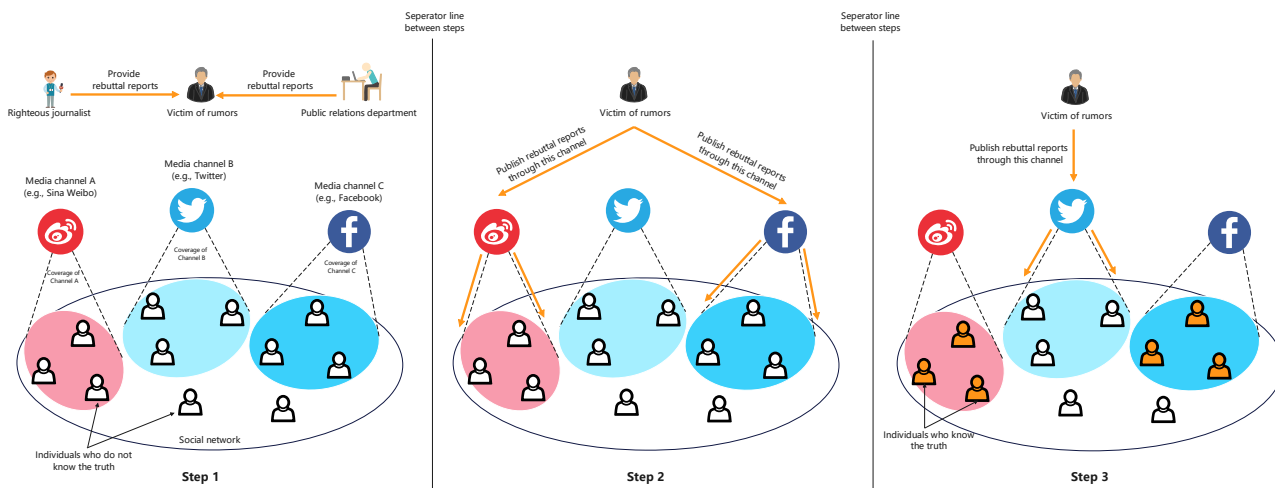 Seperator line
between steps
Seperator line
between steps
Provide
rebuttal reports
Provide
rebuttal reports
Righteous journalist
Victim of rumors
Public relations department
Media channel A
(e.g., Sina Weibo)
Media channel B
(e.g., Twitter)
Media channel C
(e.g., Facebook)
Coverage of
Channel A
Coverage of
Channel B
Coverage of
Channel C
Social network
Individuals who do not
know the truth
Step 1
Victim of rumors
Publish rebuttal reports
through this channel
Publish rebuttal reports
through this channel
Step 2
Victim of rumors
Publish rebuttal reports
through this channel
Individuals who know
the truth
Step 3